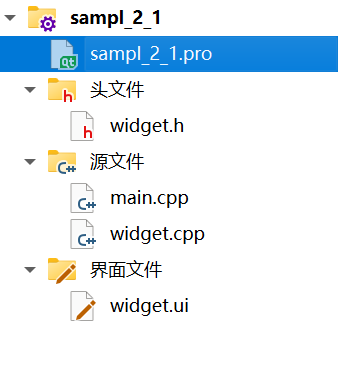 sampl_2_1
sampl_2_1.pro
头文件
widget.h
源文件
main.cpp
widget.cpp
界面文件
widget.ui